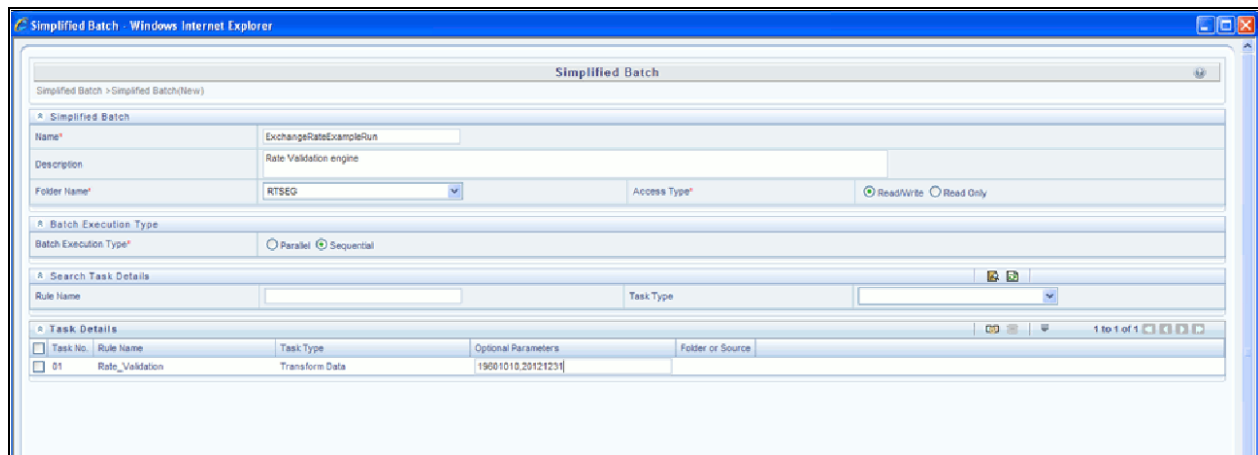 Simplified Batch - Windows Internet Explorer
Simplified Batch
Simplified Batch >Simplified Batch(New)
Simplified Batch
Name* ExchangeRateExampleRun
Description Rate Validation engine
Folder Name* RTSEG Access Type* Read/Write Read Only
Batch Execution Type
Batch Execution Type* Parallel Sequential
Search Task Details
Rule Name Task Type
Task Details 1 to 1 of 1
Task No. Rule Name Task Type Optional Parameters Folder or Source
01 Rate_Validation Transform Data 19801010,20121231